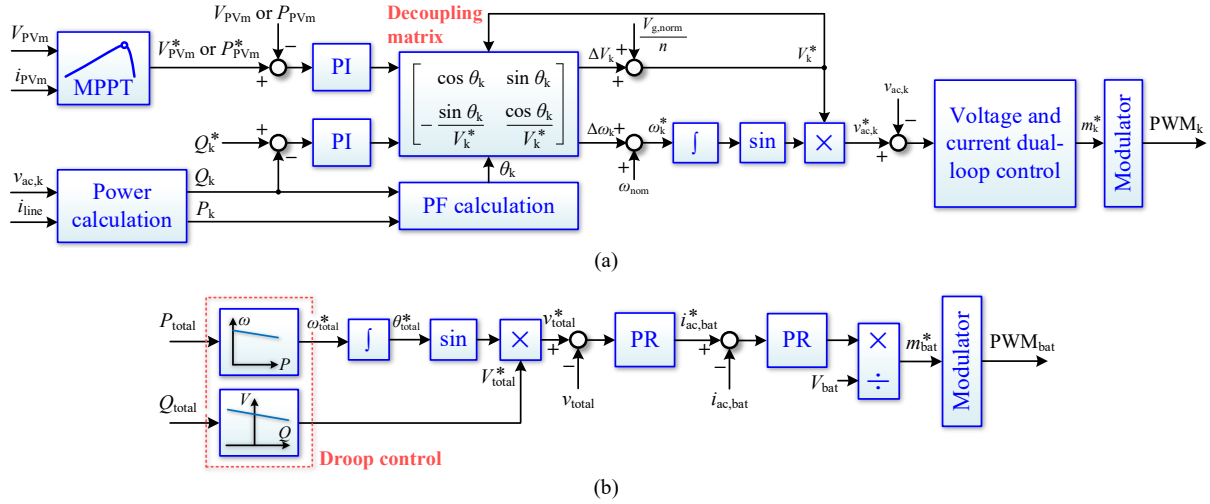 V_PVm or P_PVm
Decoupling
matrix
V_PVm
i_PVm
MPPT
V*_PVm or P*_PVm
−
+
PI
cos θ_k sin θ_k
−sin θ_k/V*_k cos θ_k/V*_k
ΔV_k
+
+
V_g,norm/n
V*_k
Q*_k
+
−
PI
Δω_k
+
+
ω_nom
ω*_k
∫
sin
×
v*_ac,k
+
−
v_ac,k
Voltage and
current dual-
loop control
m*_k
Modulator
PWM_k
v_ac,k
i_line
Power
calculation
Q_k
P_k
θ_k
PF calculation
(a)
P_total
ω
P
ω*_total
∫
θ*_total
sin
×
v*_total
+
−
v_total
PR
i*_ac,bat
+
−
i_ac,bat
PR
V_bat
×
÷
m*_bat
Modulator
PWM_bat
Q_total
V
Q
V*_total
Droop control
(b)